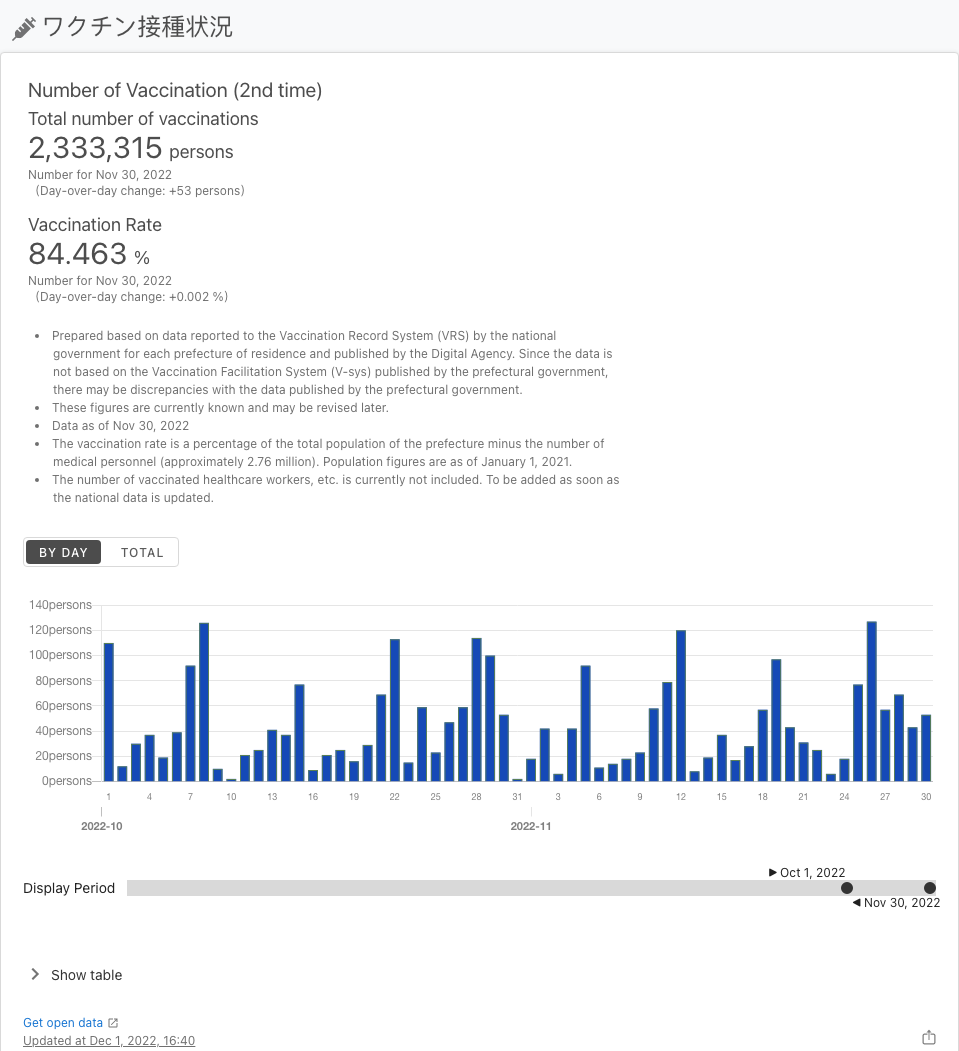 ワクチン接種状況
Number of Vaccination (2nd time)
Total number of vaccinations
2,333,315 persons
Number for Nov 30, 2022
(Day-over-day change: +53 persons)
Vaccination Rate
84.463 %
Number for Nov 30, 2022
(Day-over-day change: +0.002 %)
• Prepared based on data reported to the Vaccination Record System (VRS) by the national
government for each prefecture of residence and published by the Digital Agency. Since the data is
not based on the Vaccination Facilitation System (V-sys) published by the prefectural government,
there may be discrepancies with the data published by the prefectural government.
• These figures are currently known and may be revised later.
• Data as of Nov 30, 2022
• The vaccination rate is a percentage of the total population of the prefecture minus the number of
medical personnel (approximately 2.76 million). Population figures are as of January 1, 2021.
• The number of vaccinated healthcare workers, etc. is currently not included. To be added as soon as
the national data is updated.
BY DAY TOTAL
140persons
120persons
100persons
80persons
60persons
40persons
20persons
0persons
1 4 7 10 13 16 19 22 25 28 31 3 6 9 12 15 18 21 24 27 30
2022-10 2022-11
▶ Oct 1, 2022
Display Period
◀ Nov 30, 2022
Show table
Get open data
Updated at Dec 1, 2022, 16:40